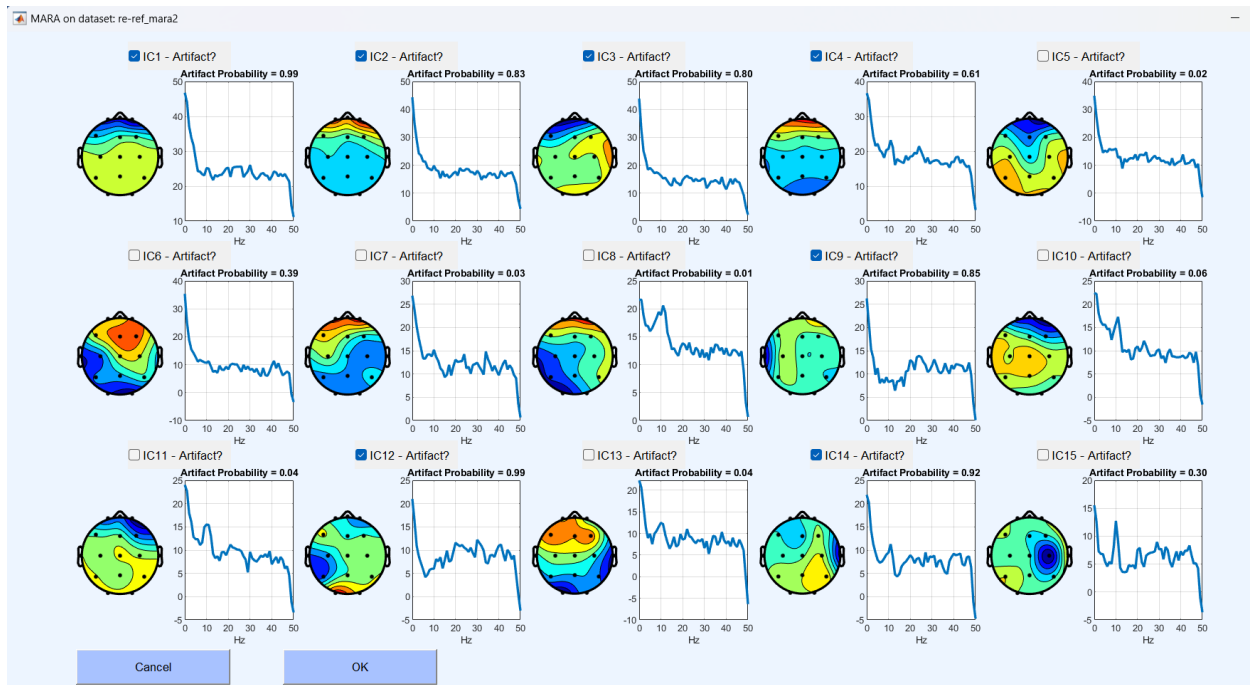 MARA on dataset: re-ref_mara2
IC1 - Artifact? IC2 - Artifact? IC3 - Artifact? IC4 - Artifact? IC5 - Artifact?
Artifact Probability = 0.99 Artifact Probability = 0.83 Artifact Probability = 0.80 Artifact Probability = 0.61 Artifact Probability = 0.02
50 50 50 50 40
40 40 40 40 30
30 30 30 30 20
20 20 20 20 10
10 10 10 10 0
0 0 0 -10
0 10 20 30 40 50 0 10 20 30 40 50 0 10 20 30 40 50 0 10 20 30 40 50 0 10 20 30 40 50
Hz Hz Hz Hz Hz
IC6 - Artifact? IC7 - Artifact? IC8 - Artifact? IC9 - Artifact? IC10 - Artifact?
Artifact Probability = 0.39 Artifact Probability = 0.03 Artifact Probability = 0.01 Artifact Probability = 0.85 Artifact Probability = 0.06
40 30 25 30 25
30 25 20 25 20
20 20 15 20 15
10 15 10 15 10
0 10 5 10 5
-10 5 0 5 0
0 0 -5
0 10 20 30 40 50 0 10 20 30 40 50 0 10 20 30 40 50 0 10 20 30 40 50 0 10 20 30 40 50
Hz Hz Hz Hz Hz
IC11 - Artifact? IC12 - Artifact? IC13 - Artifact? IC14 - Artifact? IC15 - Artifact?
Artifact Probability = 0.04 Artifact Probability = 0.99 Artifact Probability = 0.04 Artifact Probability = 0.92 Artifact Probability = 0.30
25 25 20 25 20
20 20 15 20 15
15 15 10 15 10
10 10 5 10 5
5 5 0 5 0
0 0 -5 0 -5
-5 -5 -10 -5
0 10 20 30 40 50 0 10 20 30 40 50 0 10 20 30 40 50 0 10 20 30 40 50 0 10 20 30 40 50
Hz Hz Hz Hz Hz
Cancel OK